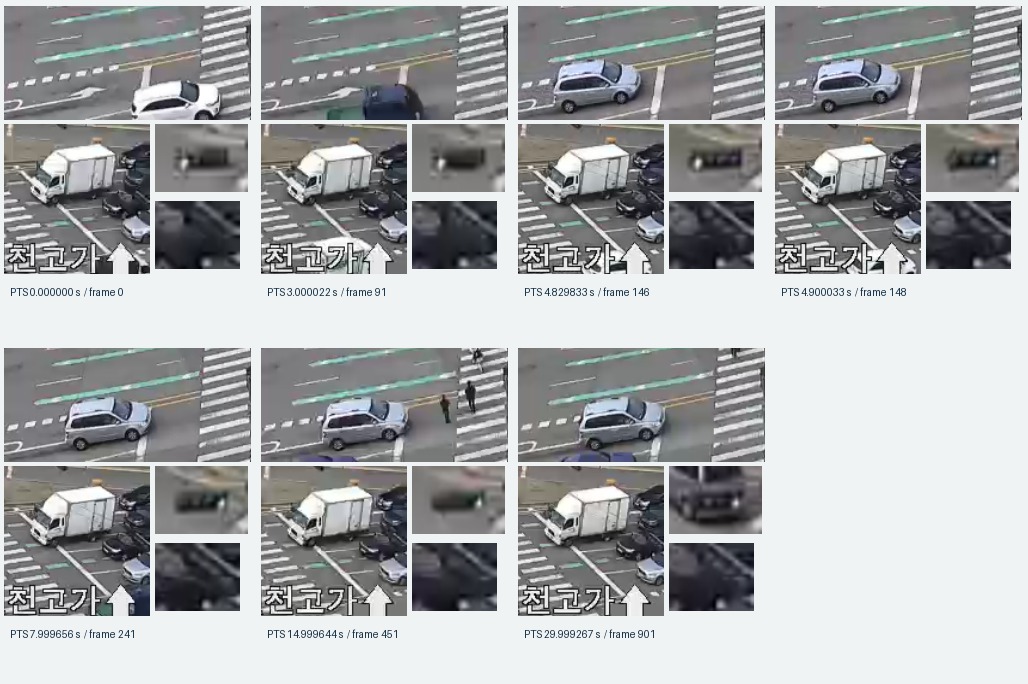 천고가
PTS 0.000000 s / frame 0
천고가
PTS 3.000022 s / frame 91
천고가
PTS 4.829833 s / frame 146
천고가
PTS 4.900033 s / frame 148
천고가
PTS 7.999656 s / frame 241
천고가
PTS 14.999644 s / frame 451
천고가
PTS 29.999267 s / frame 901